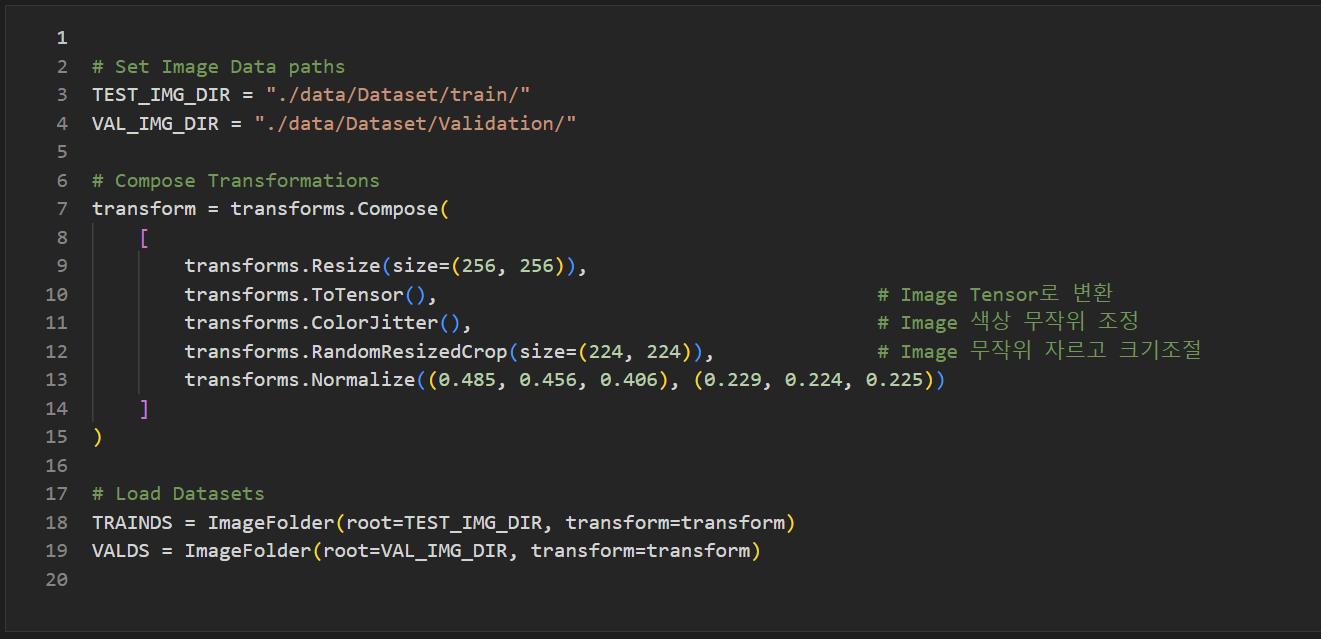 1
2 # Set Image Data paths
3 TEST_IMG_DIR = "./data/Dataset/train/"
4 VAL_IMG_DIR = "./data/Dataset/Validation/"
5
6 # Compose Transformations
7 transform = transforms.Compose(
8     [
9         transforms.Resize(size=(256, 256)),
10         transforms.ToTensor(), # Image Tensor로 변환
11         transforms.ColorJitter(), # Image 색상 무작위 조정
12         transforms.RandomResizedCrop(size=(224, 224)), # Image 무작위 자르고 크기조절
13         transforms.Normalize((0.485, 0.456, 0.406), (0.229, 0.224, 0.225))
14     ]
15 )
16
17 # Load Datasets
18 TRAINDS = ImageFolder(root=TEST_IMG_DIR, transform=transform)
19 VALDS = ImageFolder(root=VAL_IMG_DIR, transform=transform)
20